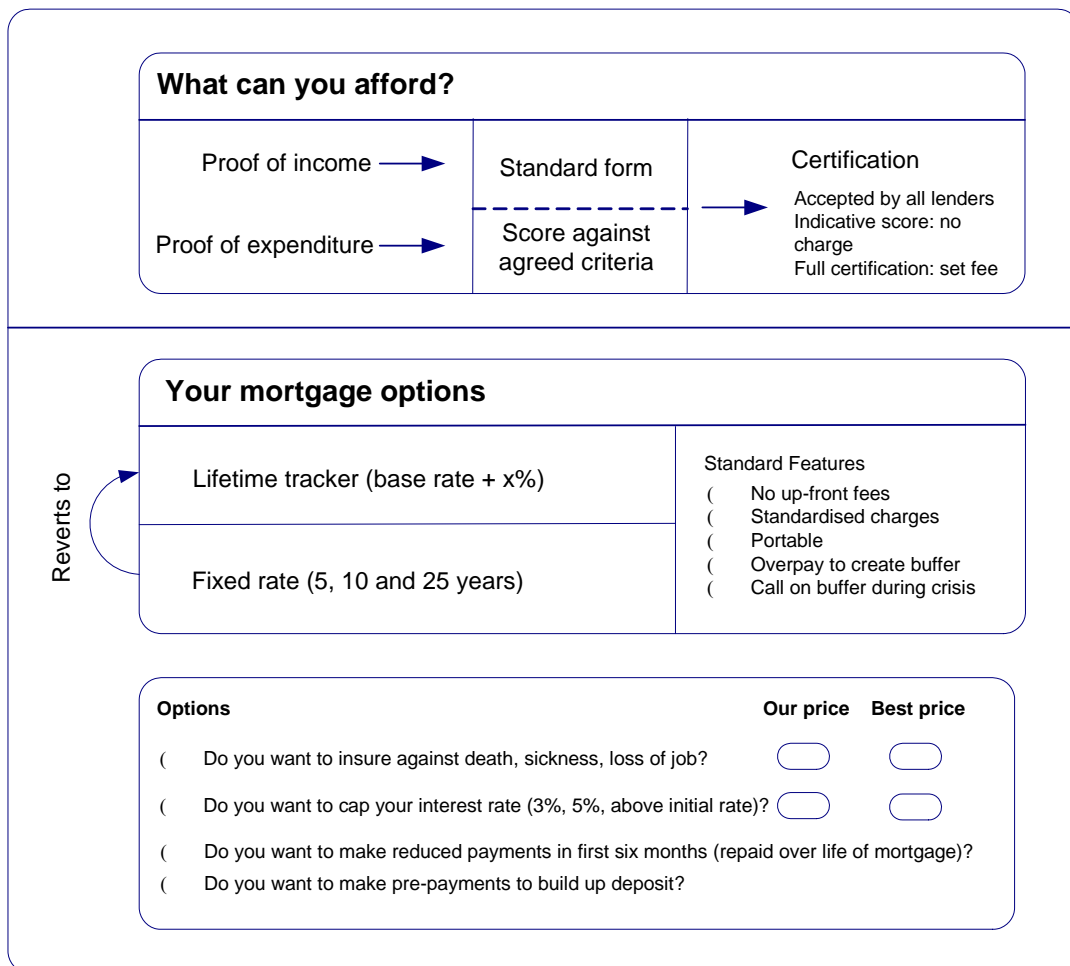 What can you afford?
Proof of income
Standard form
Certification
Accepted by all lenders
Indicative score: no
charge
Full certification: set fee
Proof of expenditure
Score against
agreed criteria
Your mortgage options
Reverts to
Lifetime tracker (base rate + x%)
Fixed rate (5, 10 and 25 years)
Standard Features
( No up-front fees
( Standardised charges
( Portable
( Overpay to create buffer
( Call on buffer during crisis
Options Our price Best price
( Do you want to insure against death, sickness, loss of job?
( Do you want to cap your interest rate (3%, 5%, above initial rate)?
( Do you want to make reduced payments in first six months (repaid over life of mortgage)?
( Do you want to make pre-payments to build up deposit?